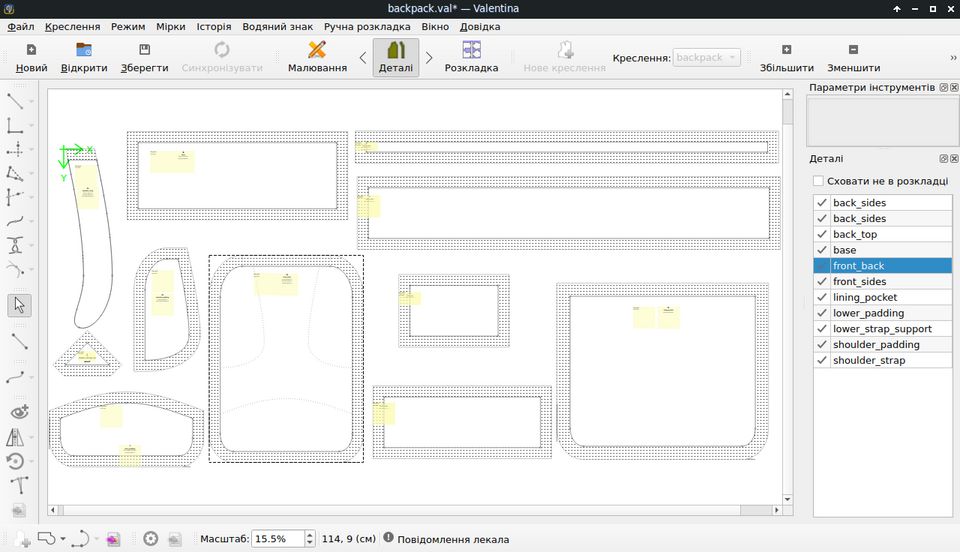 backpack.val* — Valentina
Файл Креслення Режим Мірки Історія Водяний знак Ручна розкладка Вікно Довідка
Новий Відкрити Зберегти Синхронізувати Малювання Деталі Розкладка Нове креслення Креслення: backpack Збільшити Зменшити »
Параметри інструментів
Деталі
Сховати не в розкладці
back_sides
back_sides
back_top
base
front_back
front_sides
lining_pocket
lower_padding
lower_strap_support
shoulder_padding
shoulder_strap
X
Y
Масштаб: 15.5% 114, 9 (см) Повідомлення лекала